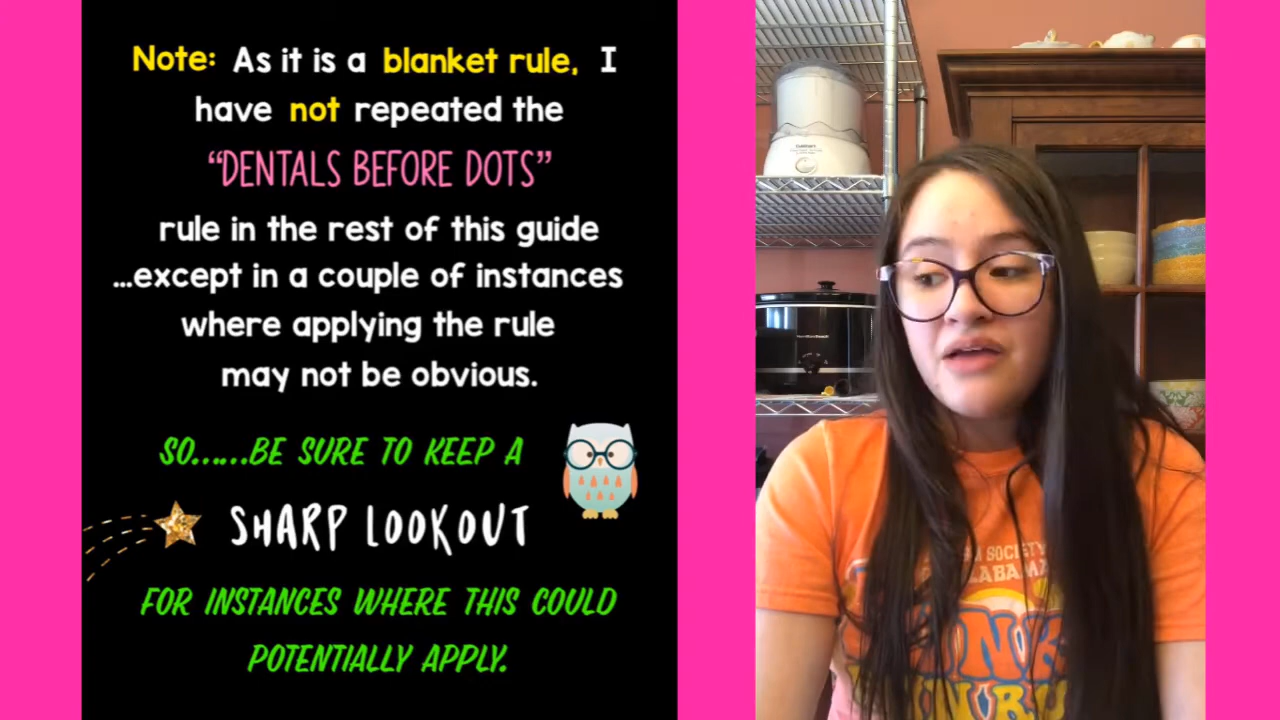 Note: As it is a blanket rule, I
have not repeated the
“DENTALS BEFORE DOTS”
rule in the rest of this guide
...except in a couple of instances
where applying the rule
may not be obvious.
SO......BE SURE TO KEEP A
SHARP LOOKOUT
FOR INSTANCES WHERE THIS COULD
POTENTIALLY APPLY.
Cuisinart
SOCIETY